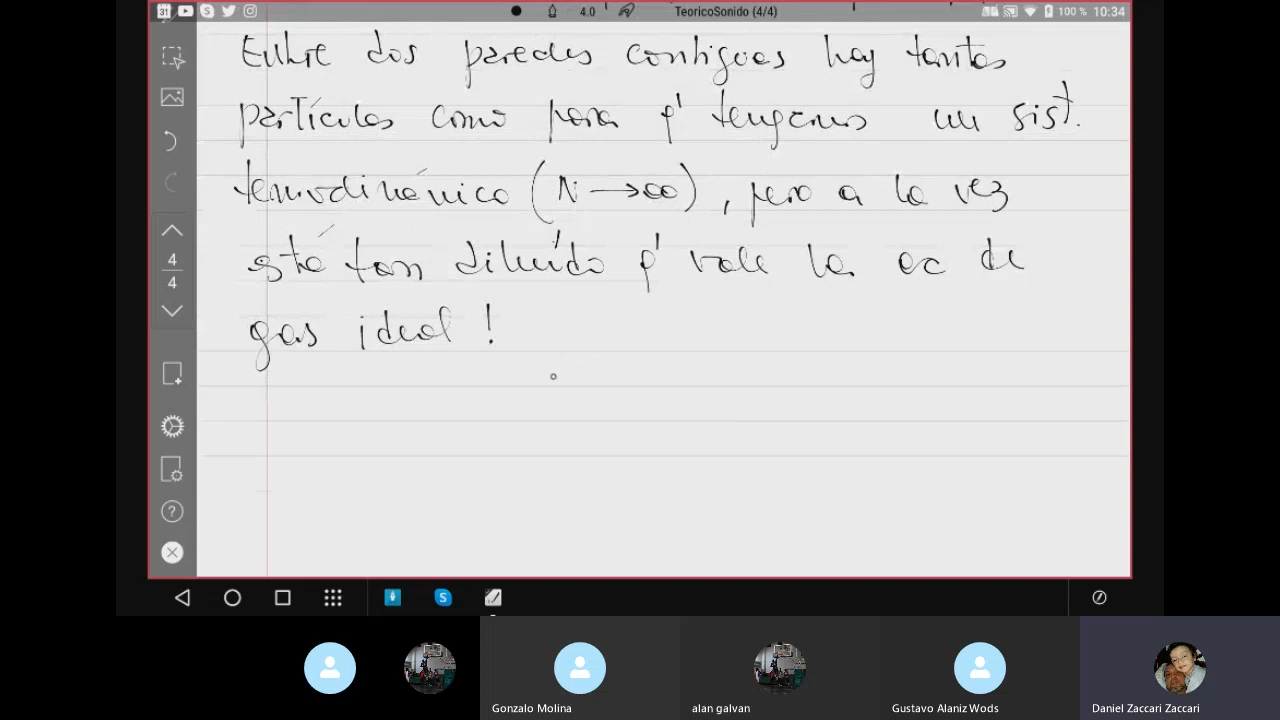 31 4.0 TeoricoSonido (4/4) 100 % 10:34
Entre dos paredes contiguas hay tantas
partículas como para q' tengamos un sist.
termodinámico (N → ∞), pero a la vez
está tan diluído q' vale la ec de
gas ideal!
4
4
Gonzalo Molina alan galvan Gustavo Alaniz Wods Daniel Zaccari Zaccari